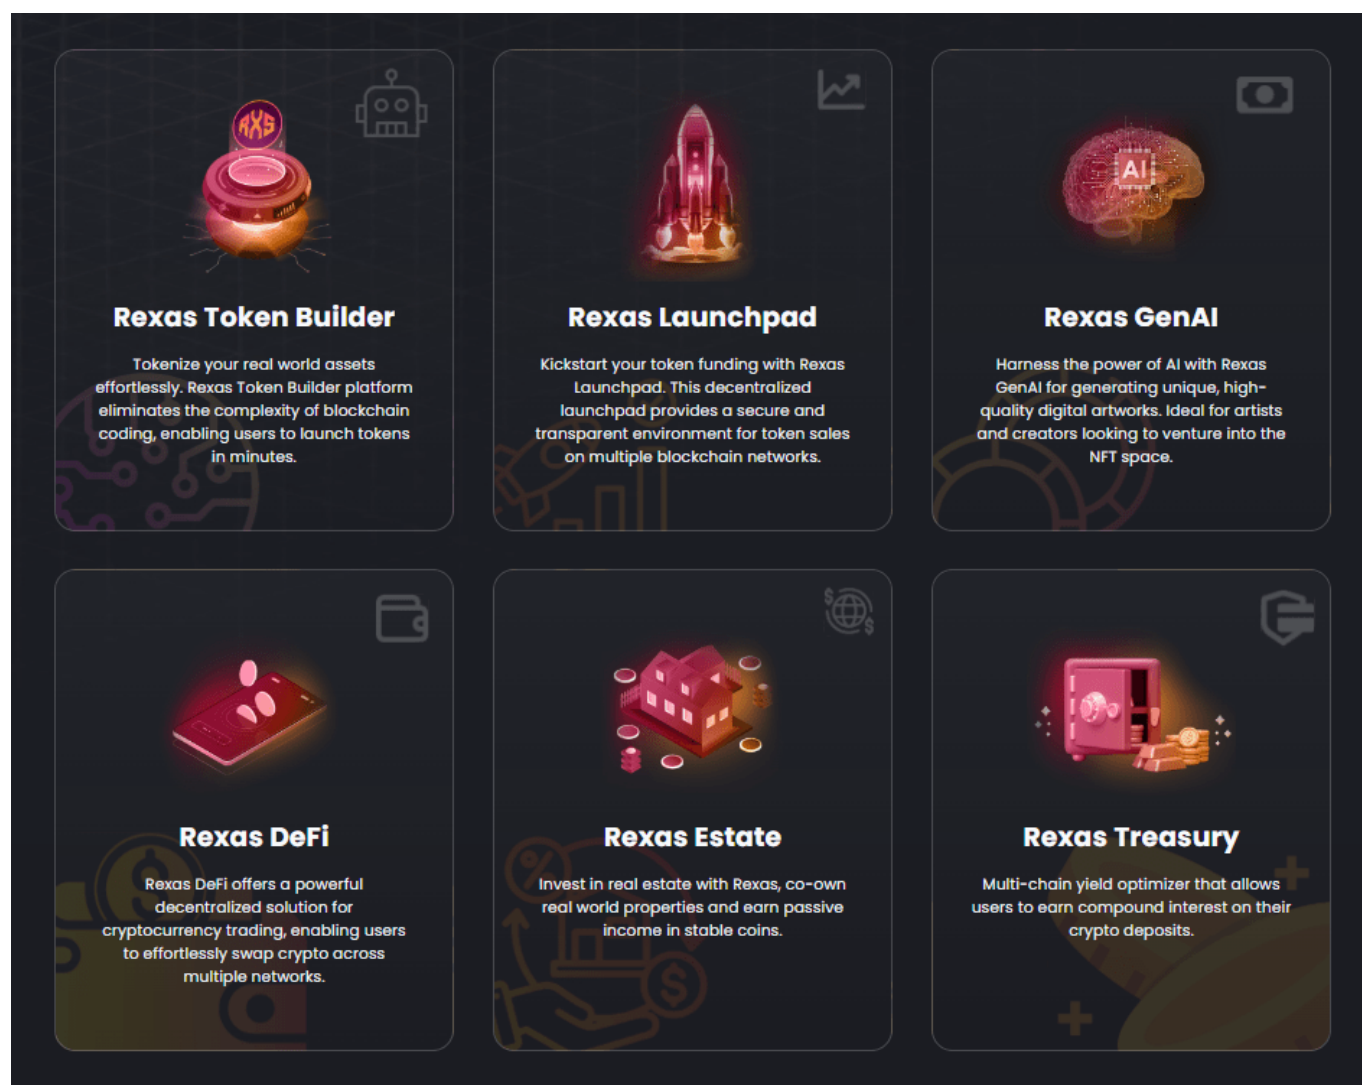 RXS
AI
Rexas Token Builder
Tokenize your real world assets
effortlessly. Rexas Token Builder platform
eliminates the complexity of blockchain
coding, enabling users to launch tokens
in minutes.
Rexas Launchpad
Kickstart your token funding with Rexas
Launchpad. This decentralized
launchpad provides a secure and
transparent environment for token sales
on multiple blockchain networks.
Rexas GenAI
Harness the power of AI with Rexas
GenAI for generating unique, high-
quality digital artworks. Ideal for artists
and creators looking to venture into the
NFT space.
Rexas DeFi
Rexas DeFi offers a powerful
decentralized solution for
cryptocurrency trading, enabling users
to effortlessly swap crypto across
multiple networks.
Rexas Estate
Invest in real estate with Rexas, co-own
real world properties and earn passive
income in stable coins.
Rexas Treasury
Multi-chain yield optimizer that allows
users to earn compound interest on their
crypto deposits.